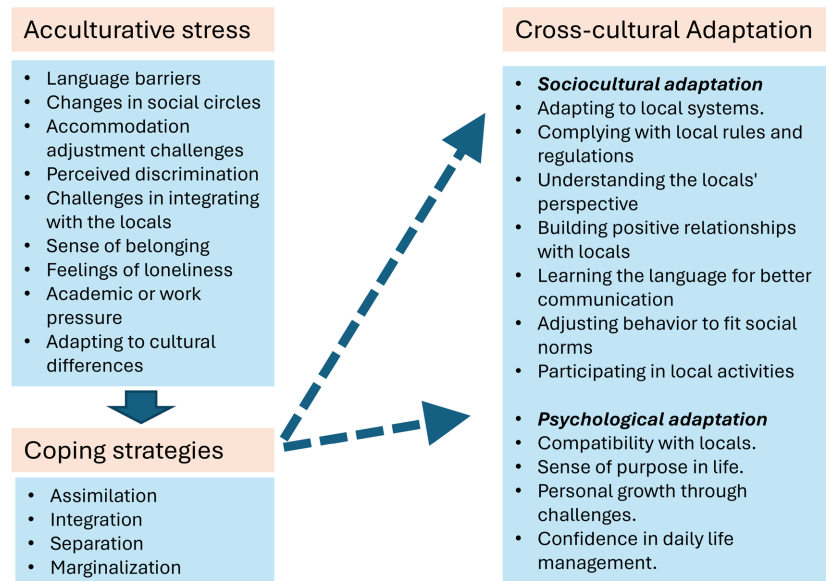 Acculturative stress
• Language barriers
• Changes in social circles
• Accommodation
adjustment challenges
• Perceived discrimination
• Challenges in integrating
with the locals
• Sense of belonging
• Feelings of loneliness
• Academic or work
pressure
• Adapting to cultural
differences
Coping strategies
• Assimilation
• Integration
• Separation
• Marginalization
Cross-cultural Adaptation
• Sociocultural adaptation
• Adapting to local systems.
• Complying with local rules and
regulations
• Understanding the locals'
perspective
• Building positive relationships
with locals
• Learning the language for better
communication
• Adjusting behavior to fit social
norms
• Participating in local activities
• Psychological adaptation
• Compatibility with locals.
• Sense of purpose in life.
• Personal growth through
challenges.
• Confidence in daily life
management.